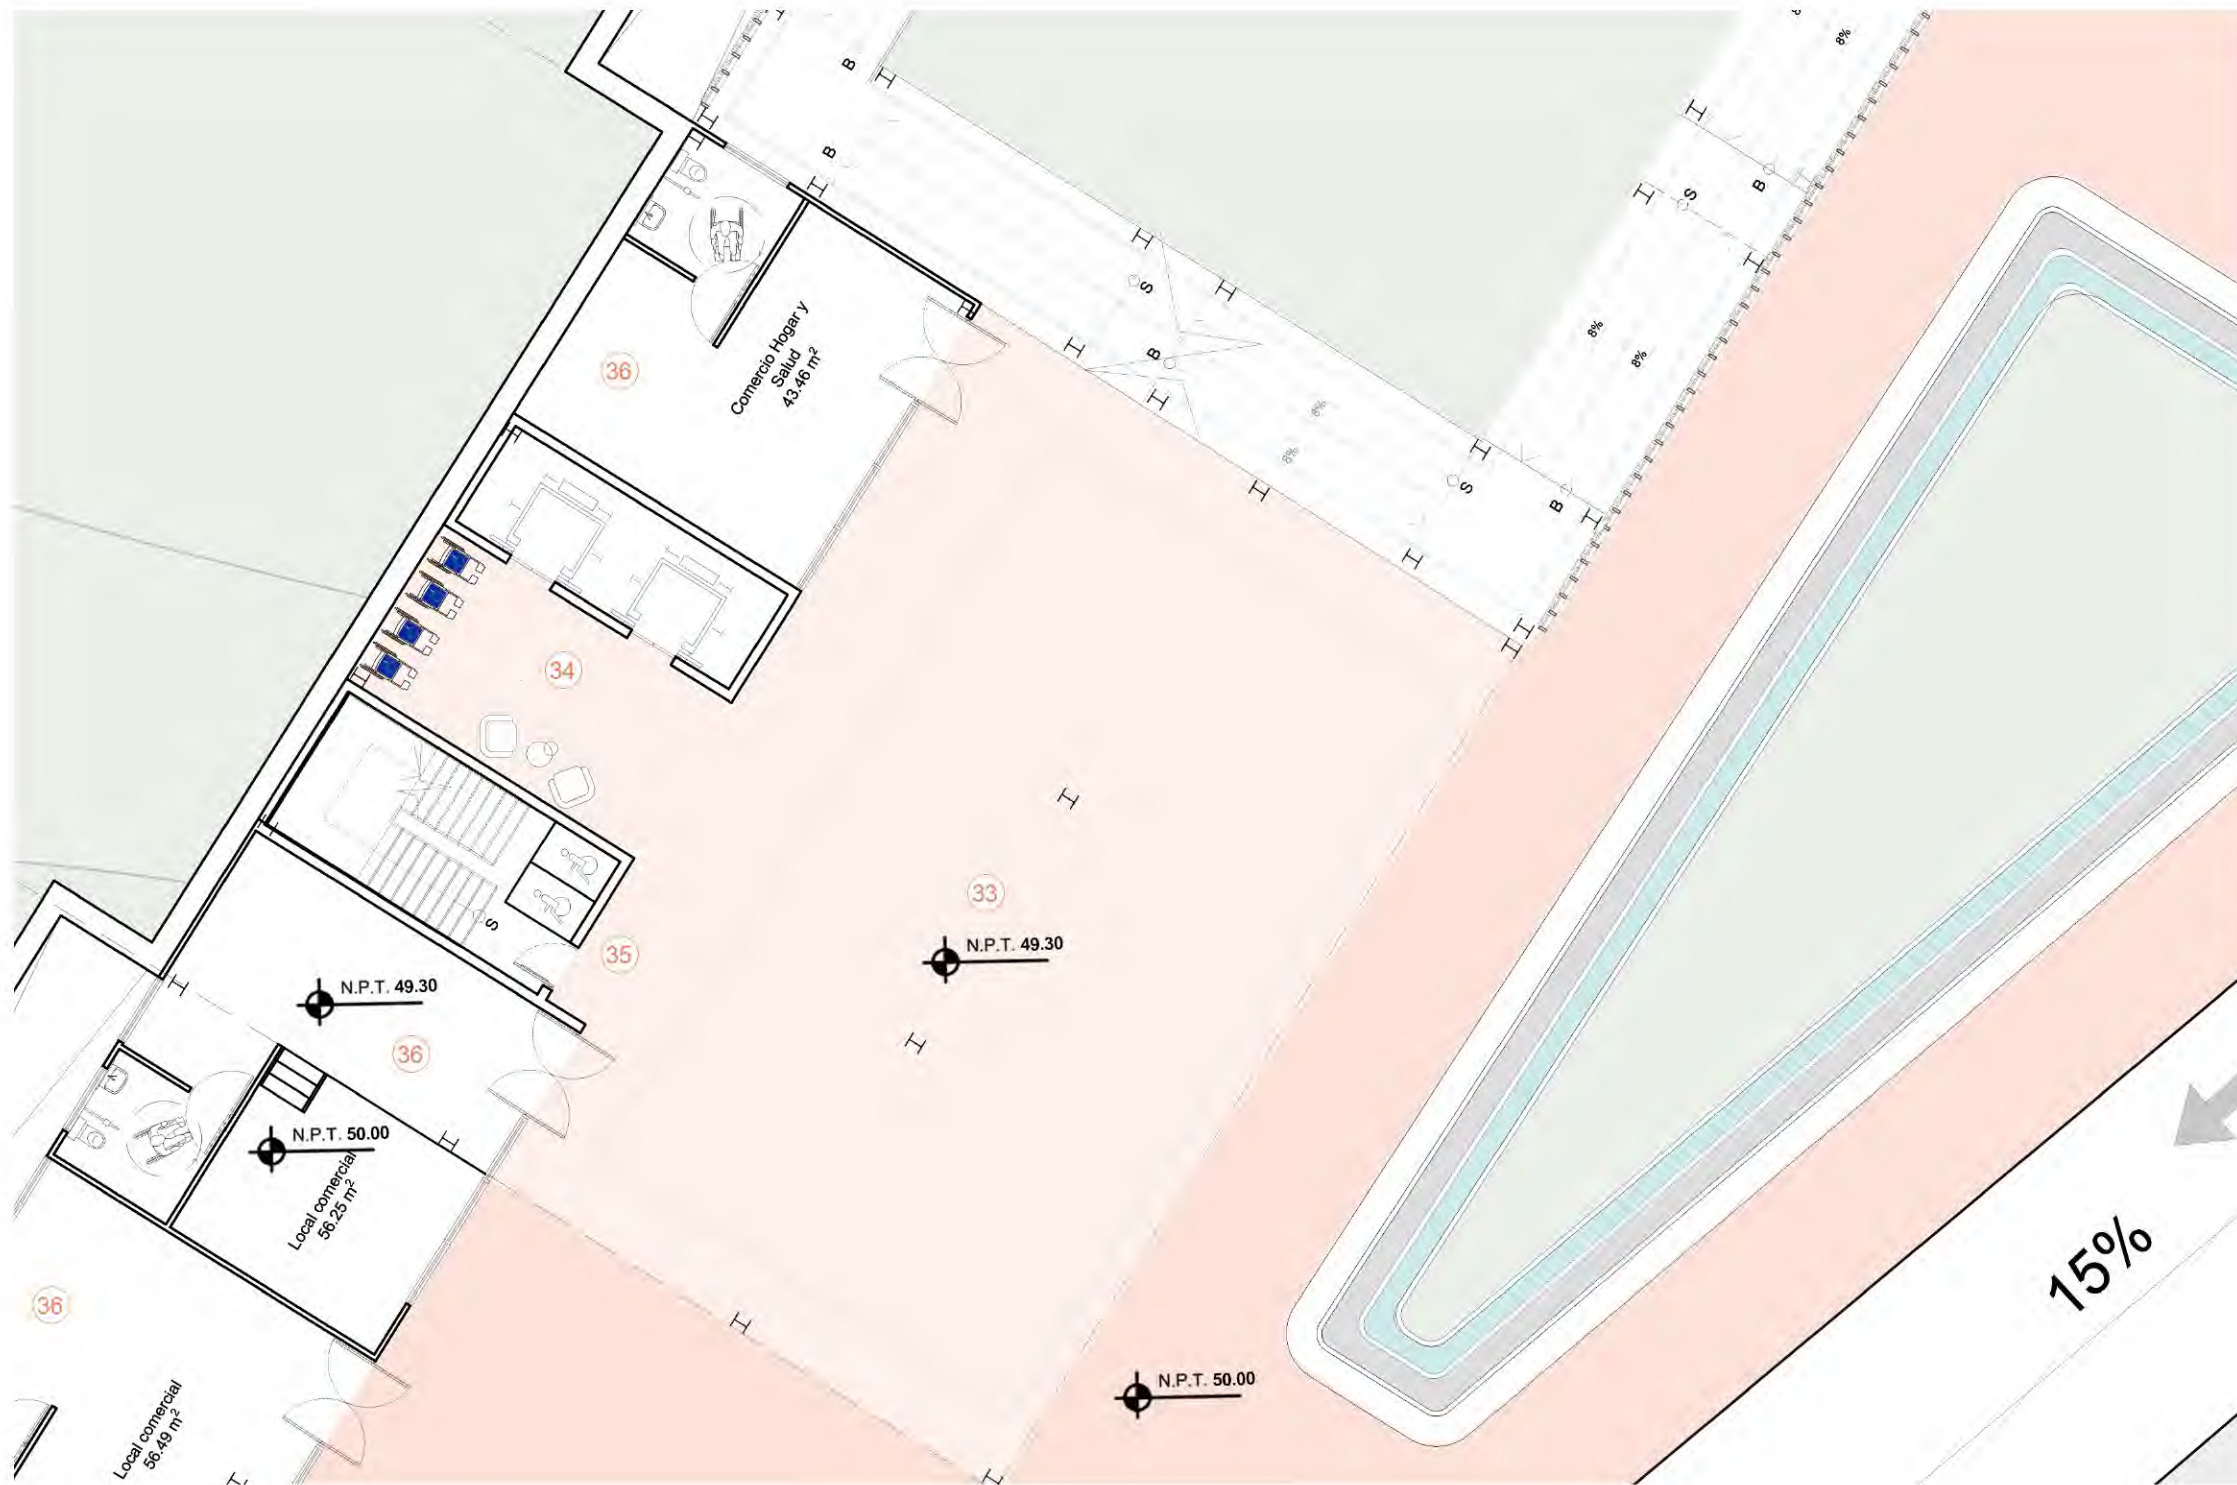 8%
B
B
B
S
S
B
8%
8%
Comercio Hogar y
Salud
43.46 m²
36
8%
8%
S
B
34
33
N.P.T. 49.30
S
35
N.P.T. 49.30
36
N.P.T. 50.00
Local comercial
56.25 m²
15%
36
N.P.T. 50.00
Local comercial
56.49 m²